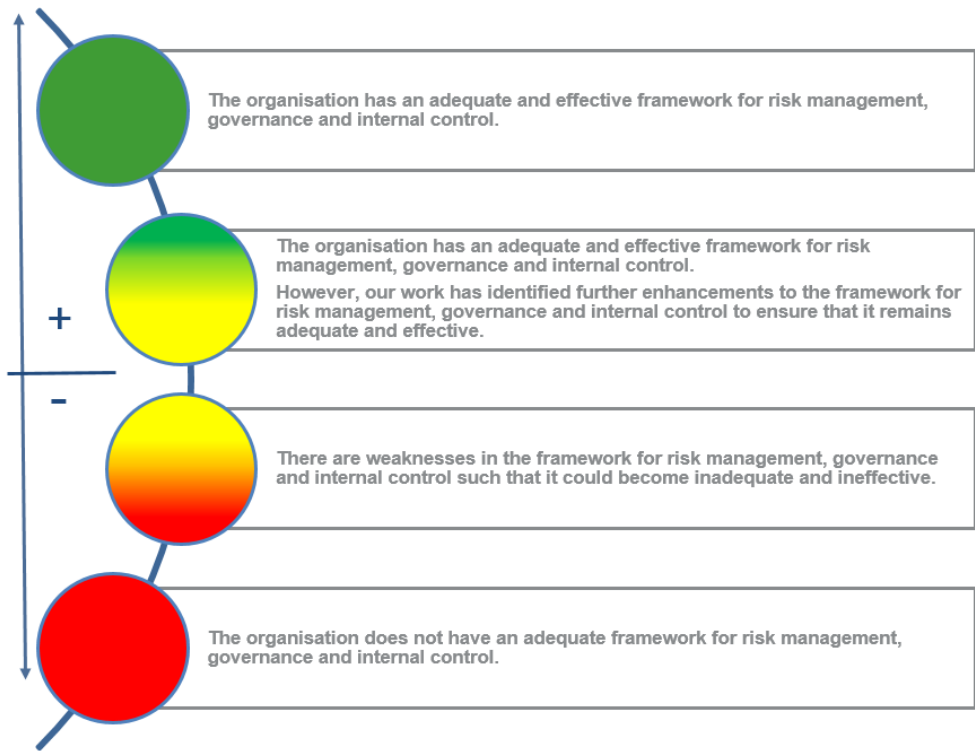 The organisation has an adequate and effective framework for risk management,
governance and internal control.
The organisation has an adequate and effective framework for risk
management, governance and internal control.
However, our work has identified further enhancements to the framework for
risk management, governance and internal control to ensure that it remains
adequate and effective.
+
-
There are weaknesses in the framework for risk management, governance
and internal control such that it could become inadequate and ineffective.
The organisation does not have an adequate framework for risk management,
governance and internal control.